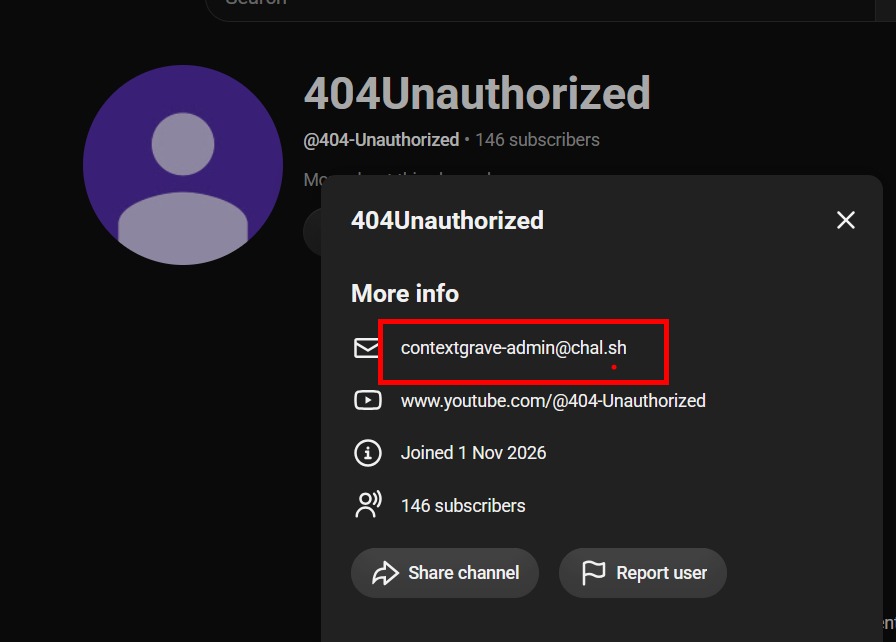 Search
404Unauthorized
@404-Unauthorized • 146 subscribers
404Unauthorized
More info
contextgrave-admin@chal.sh
www.youtube.com/@404-Unauthorized
Joined 1 Nov 2026
146 subscribers
Share channel
Report user